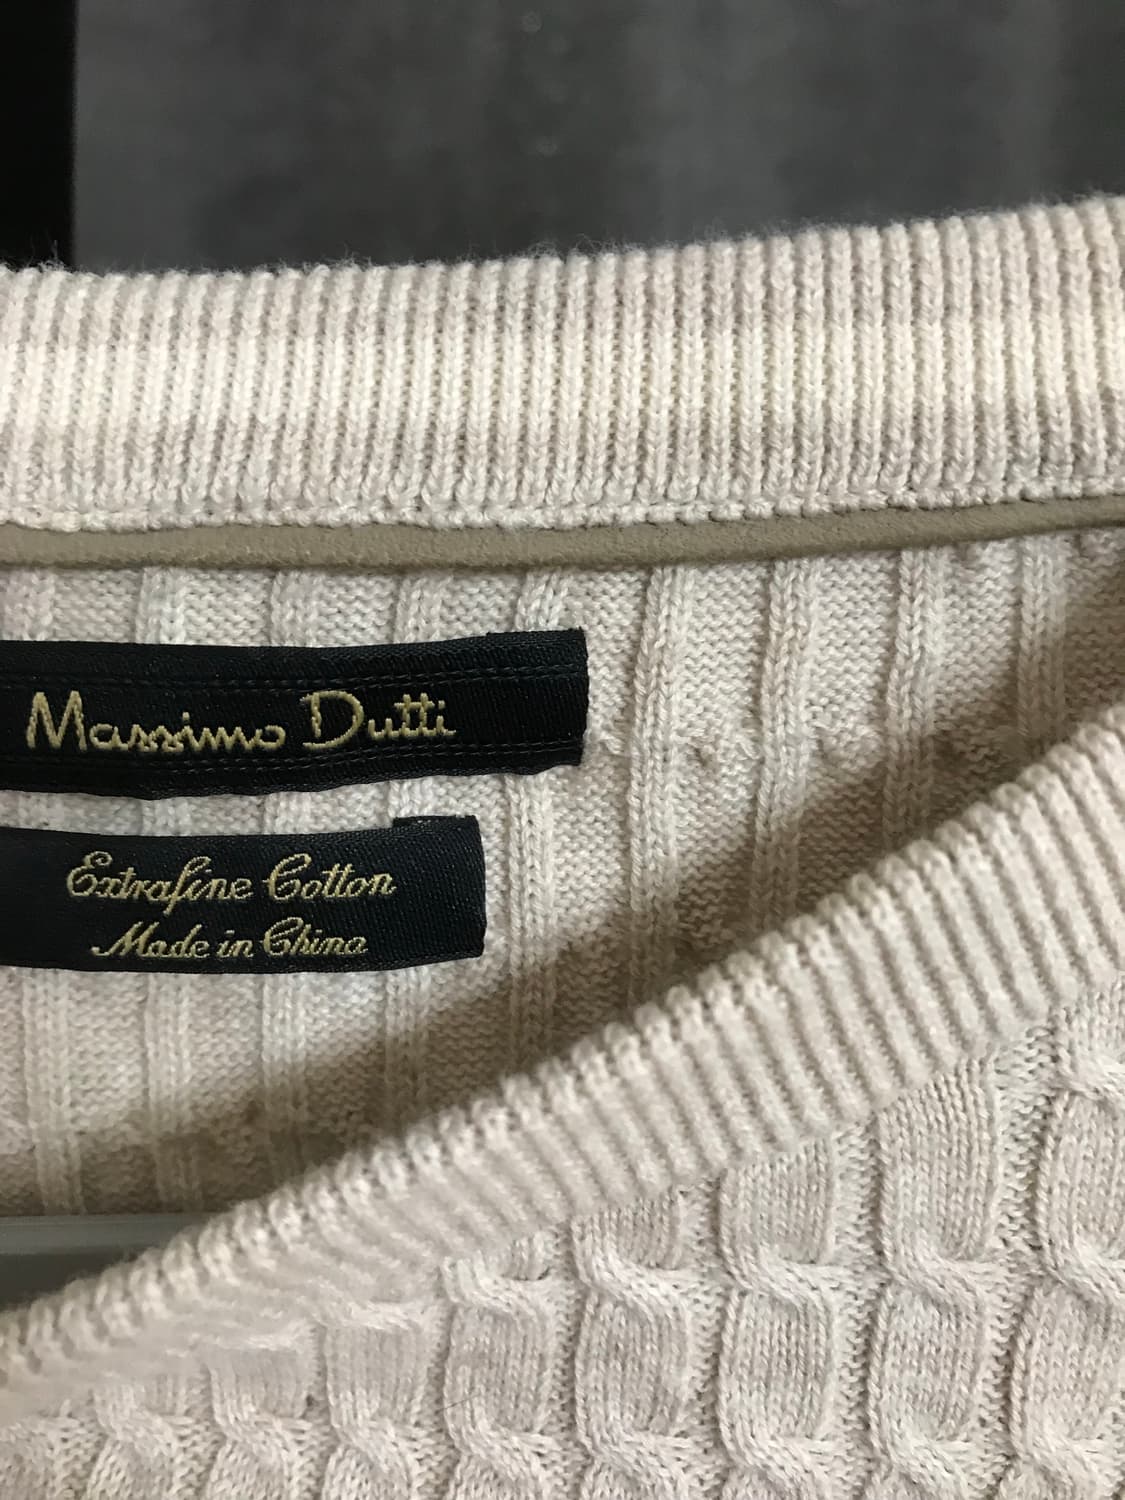 Massimo Dutti
Extrafine Cotton
Made in China